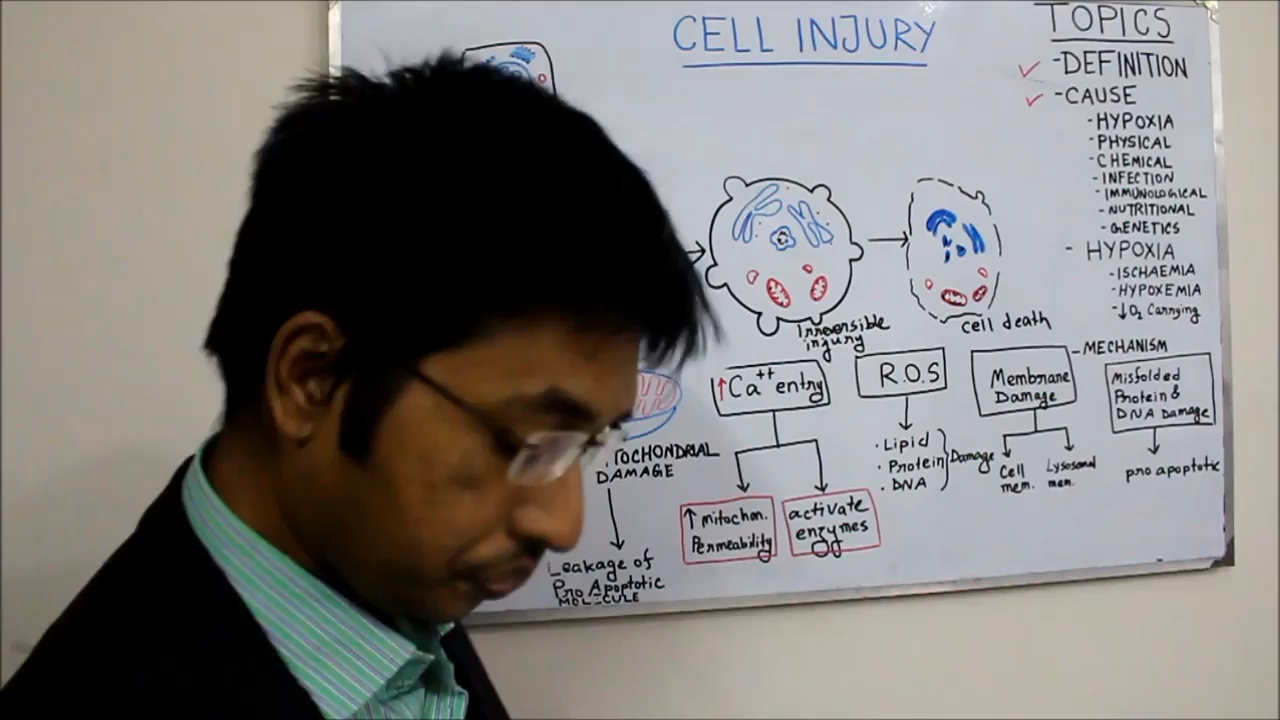 CELL INJURY
TOPICS
- DEFINITION
- CAUSE
- HYPOXIA
- PHYSICAL
- CHEMICAL
- INFECTION
- IMMUNOLOGICAL
- NUTRITIONAL
- GENETICS
- HYPOXIA
- ISCHAEMIA
- HYPOXEMIA
- ↓O₂ Carrying
- MECHANISM
Irreversible
injury
cell death
↑Ca⁺⁺ entry
↑ mitochon.
Permeability
activate
enzymes
R.O.S
· Lipid
· Protein
· DNA
Damage
Membrane
Damage
Cell
mem.
Lysosomal
mem.
Misfolded
Protein &
DNA Damage
pro apoptotic
ITOCHONDRIAL
DAMAGE
Leakage of
Pro Apoptotic
MOLECULE